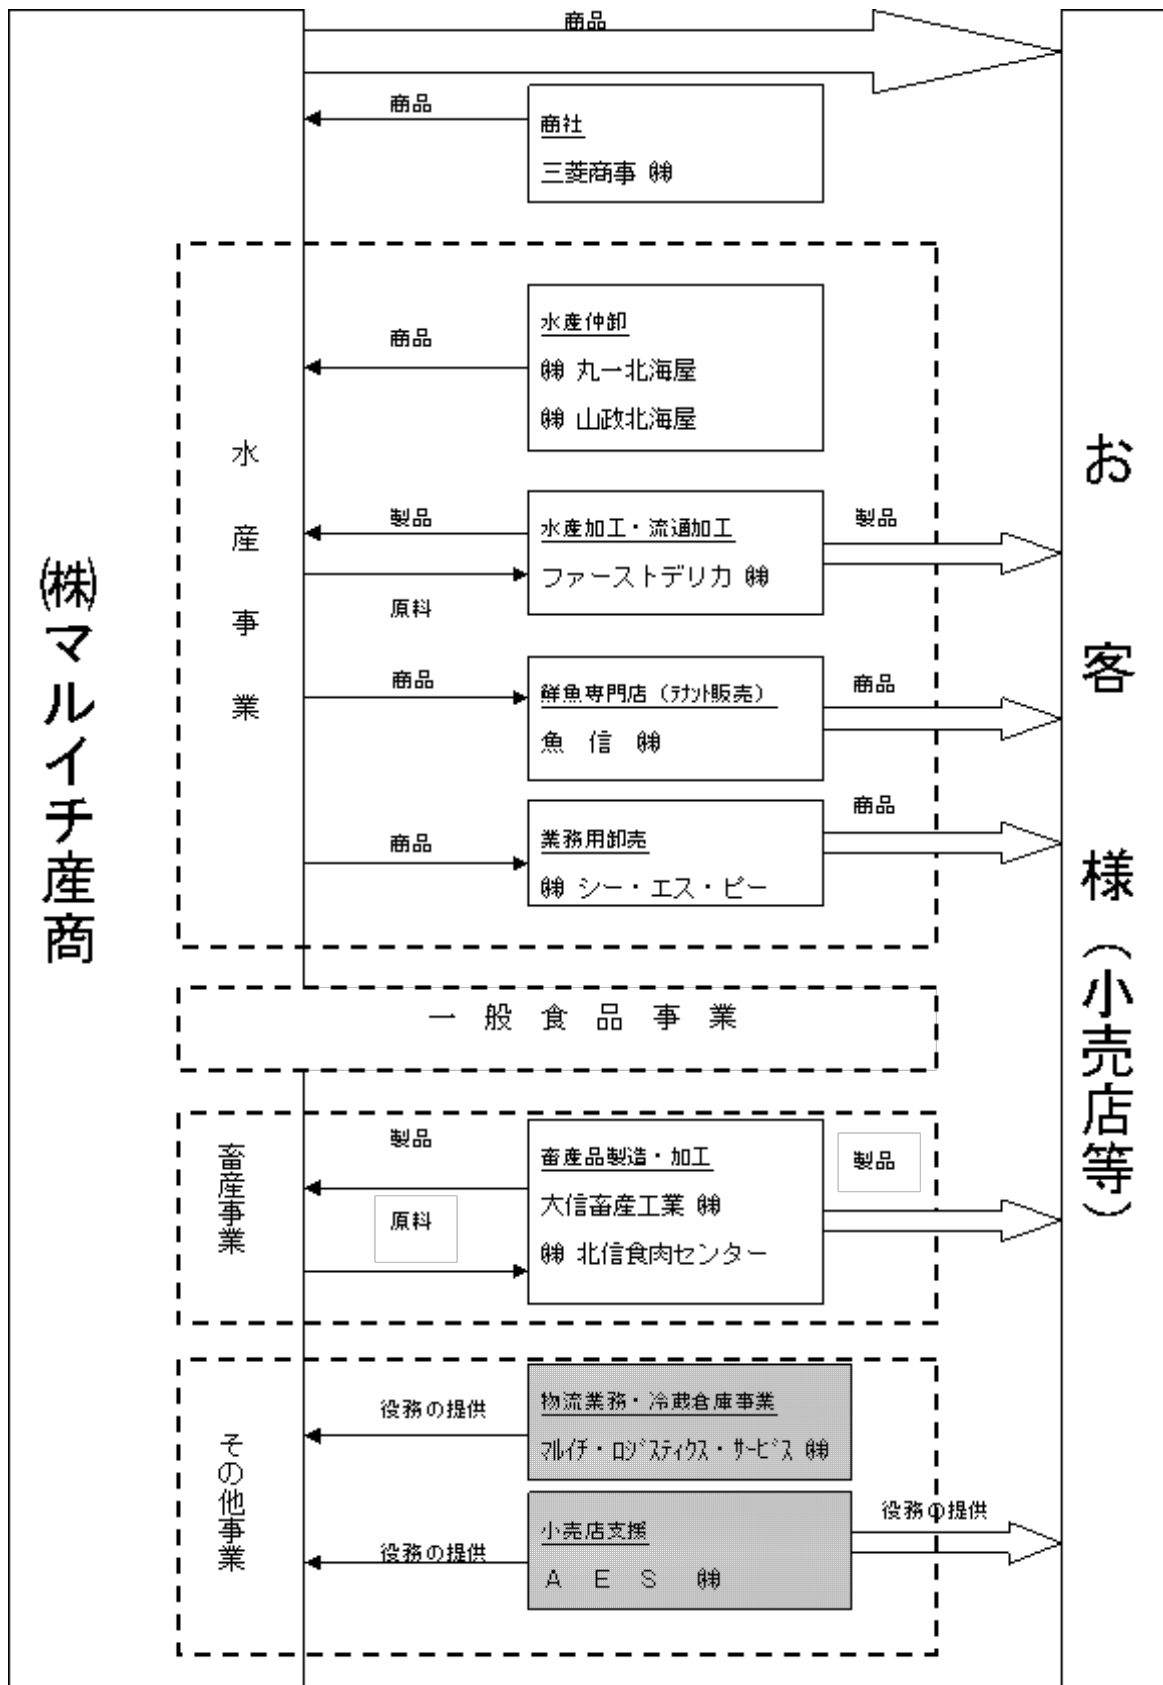 商品
商品
商社
三菱商事 ㈱
㈱マルイチ産商
お客様（小売店等）
水産事業
商品
水産仲卸
㈱ 丸一北海屋
㈱ 山政北海屋
製品
水産加工・流通加工
製品
ファーストデリカ ㈱
原料
商品
鮮魚専門店（ﾃﾅﾝﾄ販売）
商品
魚 信 ㈱
商品
業務用卸売
商品
㈱ シー・エス・ピー
一 般 食 品 事 業
畜産事業
製品
畜産品製造・加工
製品
原料
大信畜産工業 ㈱
㈱ 北信食肉センター
その他事業
役務の提供
物流業務・冷蔵倉庫事業
ﾏﾙｲﾁ・ﾛｼﾞｽﾃｨｸｽ・ｻｰﾋﾞｽ ㈱
役務の提供
小売店支援
役務の提供
Ａ Ｅ Ｓ ㈱